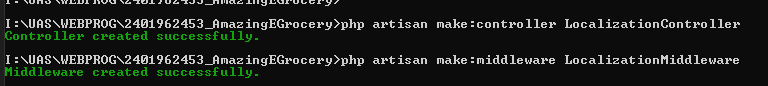 I:\UAS\WEBPROG\2401962453_AmazingEGrocery>
I:\UAS\WEBPROG\2401962453_AmazingEGrocery>php artisan make:controller LocalizationController
Controller created successfully.
I:\UAS\WEBPROG\2401962453_AmazingEGrocery>php artisan make:middleware LocalizationMiddleware
Middleware created successfully.